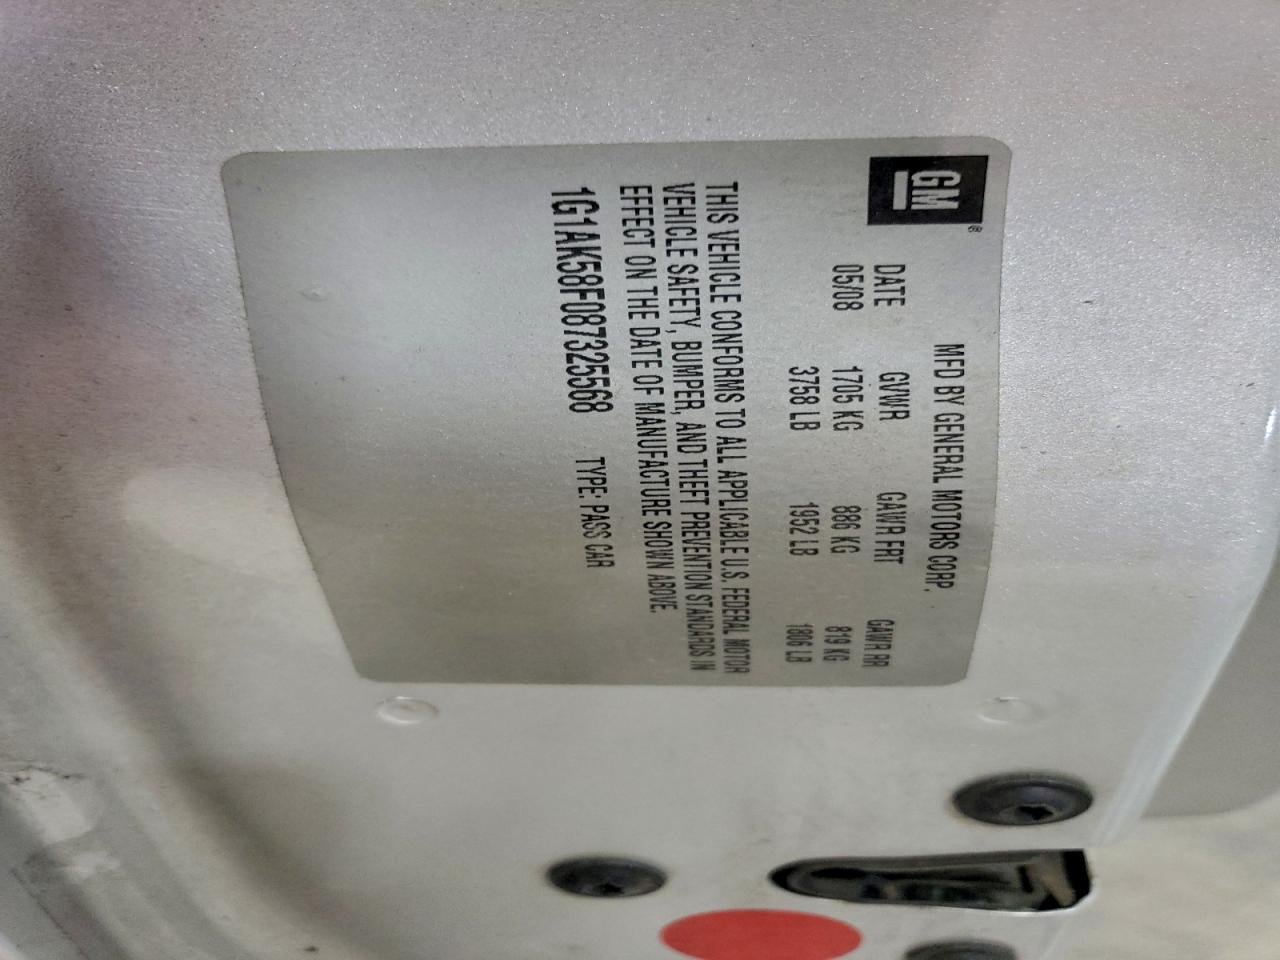 GM®
MFD BY GENERAL MOTORS CORP.
DATE GVWR GAWR FRT GAWR RR
05/08 1705 KG 886 KG 819 KG
3758 LB 1952 LB 1806 LB
THIS VEHICLE CONFORMS TO ALL APPLICABLE U.S. FEDERAL MOTOR
VEHICLE SAFETY, BUMPER, AND THEFT PREVENTION STANDARDS IN
EFFECT ON THE DATE OF MANUFACTURE SHOWN ABOVE.
1G1AK58F087325568 TYPE: PASS CAR